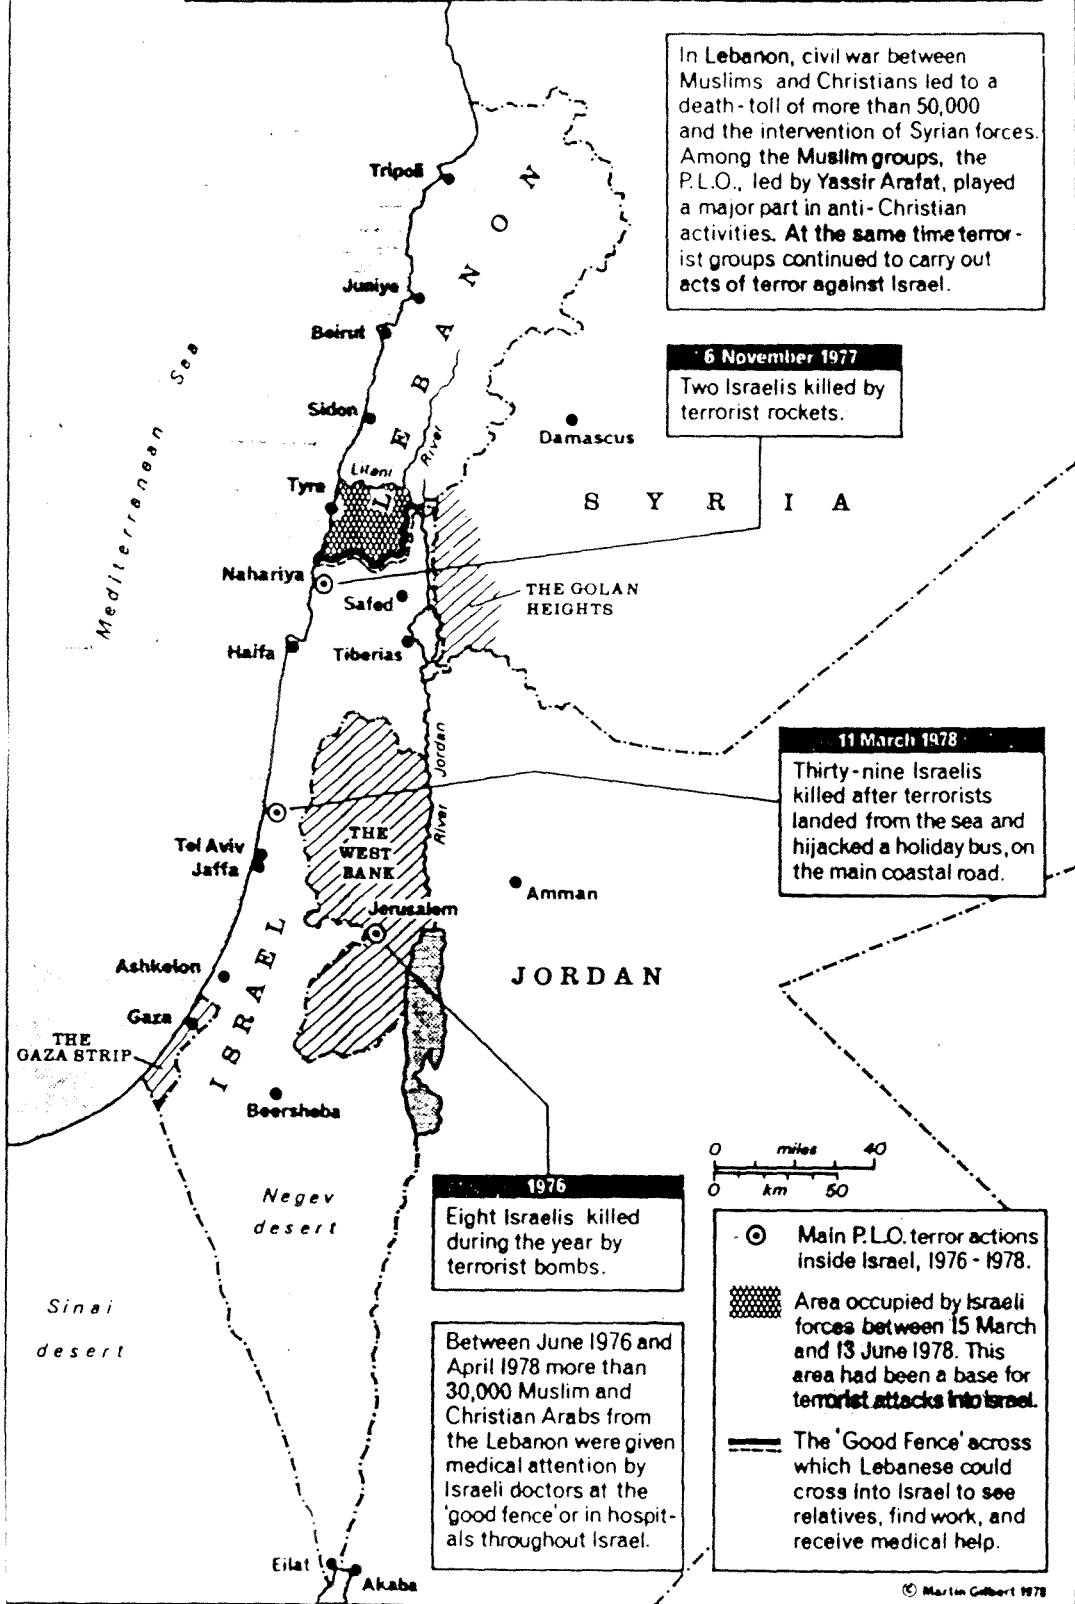 In Lebanon, civil war between
Muslims and Christians led to a
death-toll of more than 50,000
and the intervention of Syrian forces.
Among the Muslim groups, the
P.L.O., led by Yassir Arafat, played
a major part in anti-Christian
activities. At the same time terror-
ist groups continued to carry out
acts of terror against Israel.
Tripoli
LEBANON
Juniye
Beirut
6 November 1977
Two Israelis killed by
terrorist rockets.
Mediterranean Sea
Sidon
Damascus
Litani River
Tyre
SYRIA
Nahariya
THE GOLAN
HEIGHTS
Safed
Haifa
Tiberias
River Jordan
11 March 1978
Thirty-nine Israelis
killed after terrorists
landed from the sea and
hijacked a holiday bus, on
the main coastal road.
THE
WEST
BANK
Tel Aviv
Jaffa
Amman
Jerusalem
ISRAEL
Ashkelon
JORDAN
Gaza
THE
GAZA STRIP
Beersheba
0 miles 40
0 km 50
1976
Eight Israelis killed
during the year by
terrorist bombs.
Negev
desert
Sinai
desert
Main P.L.O. terror actions
inside Israel, 1976 - 1978.
Area occupied by Israeli
forces between 15 March
and 13 June 1978. This
area had been a base for
terrorist attacks into Israel.
The 'Good Fence' across
which Lebanese could
cross into Israel to see
relatives, find work, and
receive medical help.
Between June 1976 and
April 1978 more than
30,000 Muslim and
Christian Arabs from
the Lebanon were given
medical attention by
Israeli doctors at the
'good fence' or in hospit-
als throughout Israel.
Eilat
Akaba
© Martin Gilbert 1978